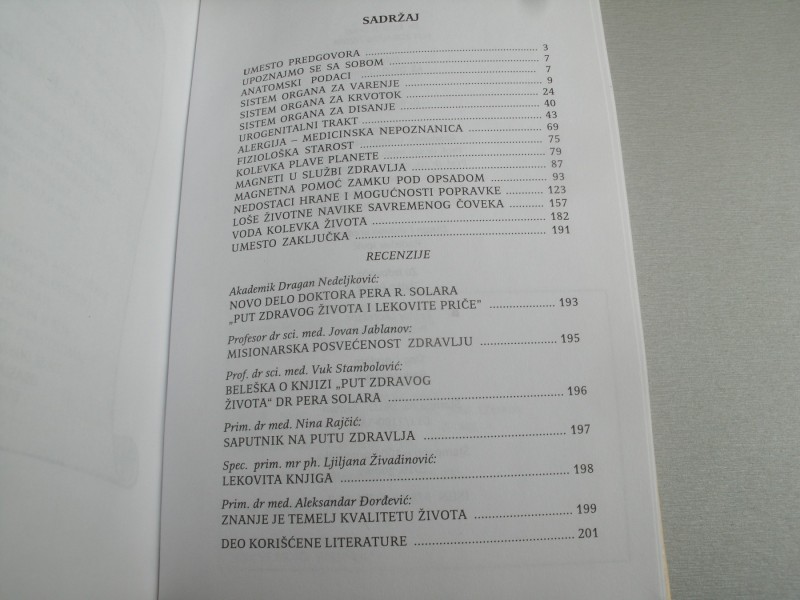 SADRŽAJ
UMESTO PREDGOVORA ........ 3
UPOZNAJMO SE SA SOBOM ........ 7
ANATOMSKI PODACI ........ 7
SISTEM ORGANA ZA VARENJE ........ 9
SISTEM ORGANA ZA KRVOTOK ........ 24
SISTEM ORGANA ZA DISANJE ........ 40
UROGENITALNI TRAKT ........ 43
ALERGIJA – MEDICINSKA NEPOZNANICA ........ 69
FIZIOLOŠKA STAROST ........ 75
KOLEVKA PLAVE PLANETE ........ 79
MAGNETI U SLUŽBI ZDRAVLJA ........ 87
MAGNETNA POMOĆ ZAMKU POD OPSADOM ........ 93
NEDOSTACI HRANE I MOGUĆNOSTI POPRAVKE ........ 123
LOŠE ŽIVOTNE NAVIKE SAVREMENOG ČOVEKA ........ 157
VODA KOLEVKA ŽIVOTA ........ 182
UMESTO ZAKLJUČKA ........ 191
RECENZIJE
Akademik Dragan Nedeljković:
NOVO DELO DOKTORA PERA R. SOLARA
„PUT ZDRAVOG ŽIVOTA I LEKOVITE PRIČE" ........ 193
Profesor dr sci. med. Jovan Jablanov:
MISIONARSKA POSVEĆENOST ZDRAVLJU ........ 195
Prof. dr sci. med. Vuk Stambolović:
BELEŠKA O KNJIZI „PUT ZDRAVOG
ŽIVOTA" DR PERA SOLARA ........ 196
Prim. dr med. Nina Rajčić:
SAPUTNIK NA PUTU ZDRAVLJA ........ 197
Spec. prim. mr ph. Ljiljana Živadinović:
LEKOVITA KNJIGA ........ 198
Prim. dr med. Aleksandar Đorđević:
ZNANJE JE TEMELJ KVALITETU ŽIVOTA ........ 199
DEO KORIŠĆENE LITERATURE ........ 201